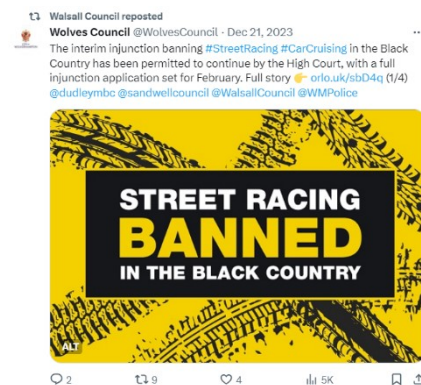 Walsall Council reposted
Wolves Council @WolvesCouncil · Dec 21, 2023
The interim injunction banning #StreetRacing #CarCruising in the Black
Country has been permitted to continue by the High Court, with a full
injunction application set for February. Full story 👉 orlo.uk/sbD4q (1/4)
@dudleymbc @sandwellcouncil @WalsallCouncil @WMPolice
STREET RACING
BANNED
IN THE BLACK COUNTRY
ALT
2 9 4 5K